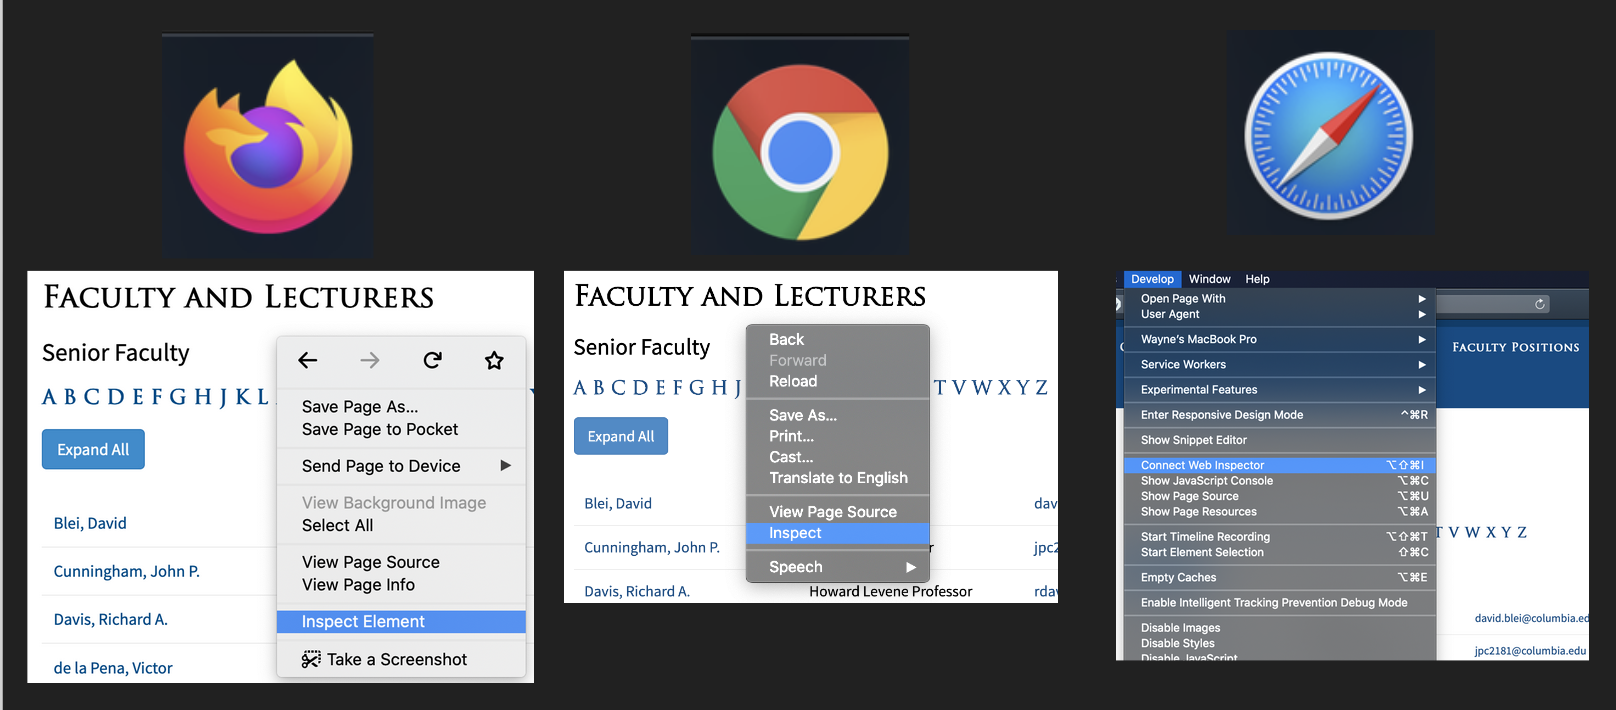 FACULTY AND LECTURERS
Senior Faculty
A B C D E F G H J K L
Expand All
Blei, David
Cunningham, John P.
Davis, Richard A.
de la Pena, Victor
Save Page As...
Save Page to Pocket
Send Page to Device
View Background Image
Select All
View Page Source
View Page Info
Inspect Element
Take a Screenshot
FACULTY AND LECTURERS
Senior Faculty
A B C D E F G H J
T V W X Y Z
Expand All
Blei, David
dav
Cunningham, John P.
r
jpc2
Davis, Richard A.
Howard Levene Professor
rda
Back
Forward
Reload
Save As...
Print...
Cast...
Translate to English
View Page Source
Inspect
Speech
Develop Window Help
Open Page With
User Agent
Wayne's MacBook Pro
Service Workers
Experimental Features
Enter Responsive Design Mode ⌃⌘R
Show Snippet Editor
Connect Web Inspector ⌥⇧⌘I
Show JavaScript Console ⌥⌘C
Show Page Source ⌥⌘U
Show Page Resources ⌥⌘A
Start Timeline Recording ⌥⇧⌘T
Start Element Selection ⇧⌘C
Empty Caches ⌥⌘E
Enable Intelligent Tracking Prevention Debug Mode
Disable Images
Disable Styles
Disable JavaScript
FACULTY POSITIONS
T V W X Y Z
david.blei@columbia.ed
jpc2181@columbia.edu